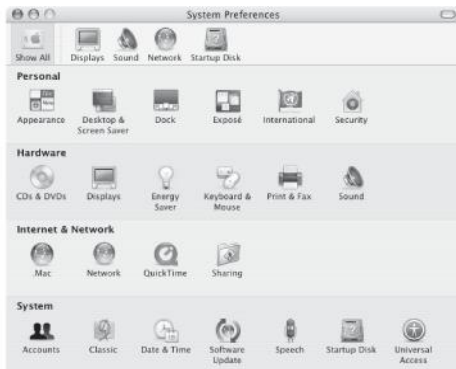 System Preferences
Show All Displays Sound Network Startup Disk
Personal
Appearance Desktop & Screen Saver Dock Exposé International Security
Hardware
CDs & DVDs Displays Energy Saver Keyboard & Mouse Print & Fax Sound
Internet & Network
.Mac Network QuickTime Sharing
System
Accounts Classic Date & Time Software Update Speech Startup Disk Universal Access